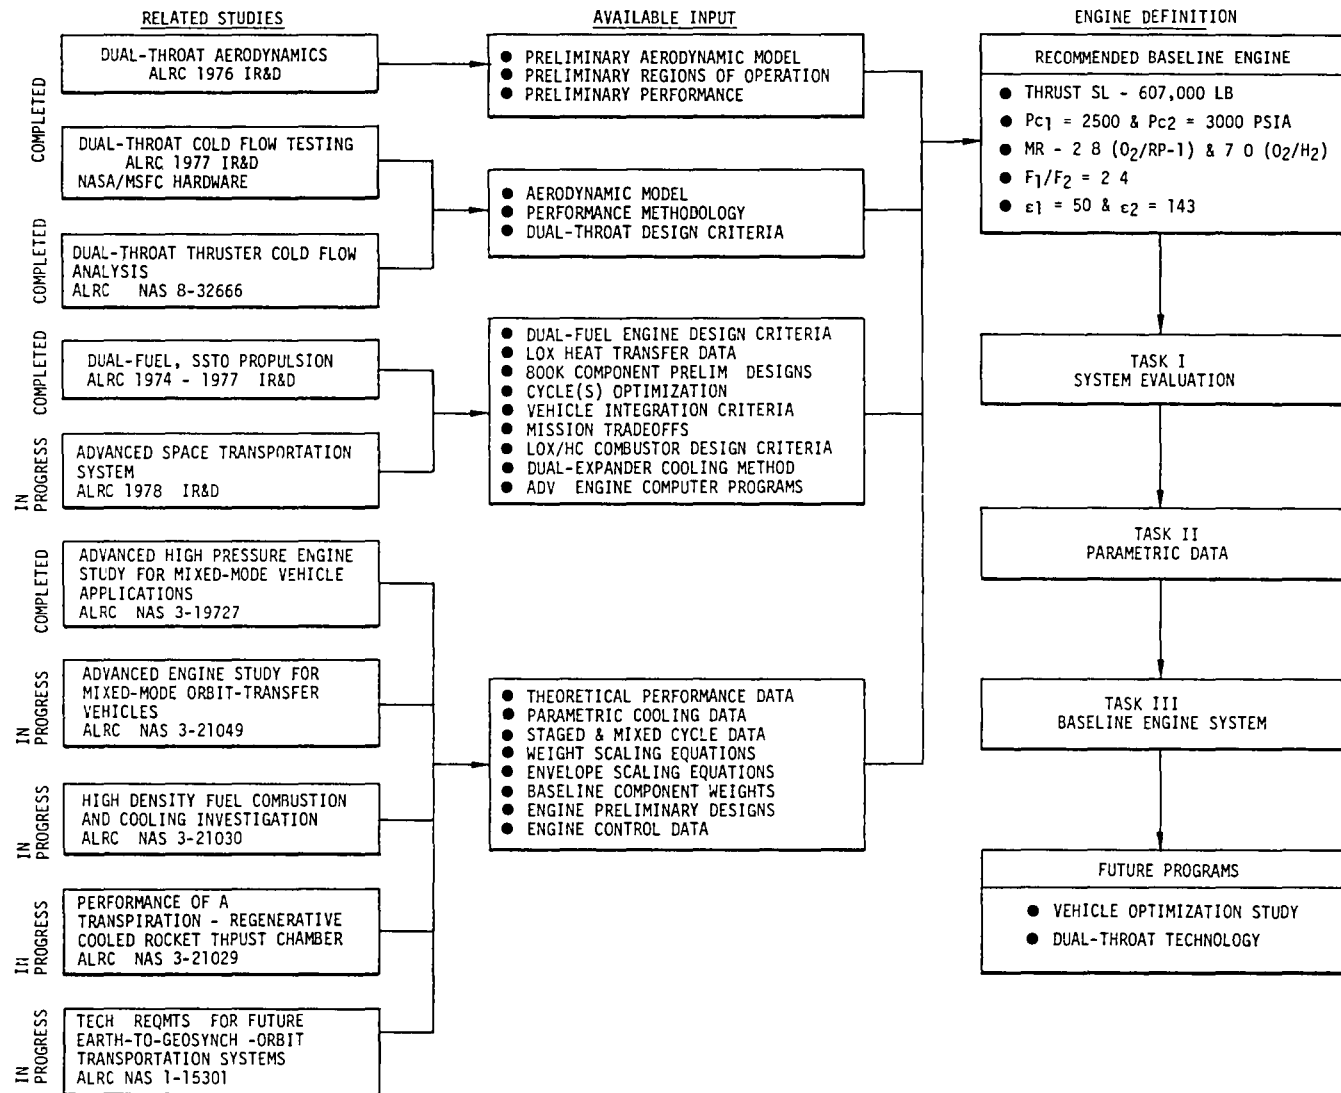 RELATED STUDIES
COMPLETED
DUAL-THROAT AERODYNAMICS
ALRC 1976 IR&D
DUAL-THROAT COLD FLOW TESTING
ALRC 1977 IR&D
NASA/MSFC HARDWARE
COMPLETED
DUAL-THROAT THRUSTER COLD FLOW
ANALYSIS
ALRC NAS 8-32666
COMPLETED
DUAL-FUEL, SSTO PROPULSION
ALRC 1974 - 1977 IR&D
IN
PROGRESS
ADVANCED SPACE TRANSPORTATION
SYSTEM
ALRC 1978 IR&D
COMPLETED
ADVANCED HIGH PRESSURE ENGINE
STUDY FOR MIXED-MODE VEHICLE
APPLICATIONS
ALRC NAS 3-19727
IN
PROGRESS
ADVANCED ENGINE STUDY FOR
MIXED-MODE ORBIT-TRANSFER
VEHICLES
ALRC NAS 3-21049
IN
PROGRESS
HIGH DENSITY FUEL COMBUSTION
AND COOLING INVESTIGATION
ALRC NAS 3-21030
IN
PROGRESS
PERFORMANCE OF A
TRANSPIRATION - REGENERATIVE
COOLED ROCKET THPUST CHAMBER
ALRC NAS 3-21029
IN
PROGRESS
TECH REQMTS FOR FUTURE
EARTH-TO-GEOSYNCH -ORBIT
TRANSPORTATION SYSTEMS
ALRC NAS 1-15301
AVAILABLE INPUT
● PRELIMINARY AERODYNAMIC MODEL
● PRELIMINARY REGIONS OF OPERATION
● PRELIMINARY PERFORMANCE
● AERODYNAMIC MODEL
● PERFORMANCE METHODOLOGY
● DUAL-THROAT DESIGN CRITERIA
● DUAL-FUEL ENGINE DESIGN CRITERIA
● LOX HEAT TRANSFER DATA
● 800K COMPONENT PRELIM DESIGNS
● CYCLE(S) OPTIMIZATION
● VEHICLE INTEGRATION CRITERIA
● MISSION TRADEOFFS
● LOX/HC COMBUSTOR DESIGN CRITERIA
● DUAL-EXPANDER COOLING METHOD
● ADV ENGINE COMPUTER PROGRAMS
● THEORETICAL PERFORMANCE DATA
● PARAMETRIC COOLING DATA
● STAGED & MIXED CYCLE DATA
● WEIGHT SCALING EQUATIONS
● ENVELOPE SCALING EQUATIONS
● BASELINE COMPONENT WEIGHTS
● ENGINE PRELIMINARY DESIGNS
● ENGINE CONTROL DATA
ENGINE DEFINITION
RECOMMENDED BASELINE ENGINE
● THRUST SL - 607,000 LB
● Pc1 = 2500 & Pc2 = 3000 PSIA
● MR - 2 8 (O2/RP-1) & 7 0 (O2/H2)
● F1/F2 = 2 4
● ε1 = 50 & ε2 = 143
TASK I
SYSTEM EVALUATION
TASK II
PARAMETRIC DATA
TASK III
BASELINE ENGINE SYSTEM
FUTURE PROGRAMS
● VEHICLE OPTIMIZATION STUDY
● DUAL-THROAT TECHNOLOGY